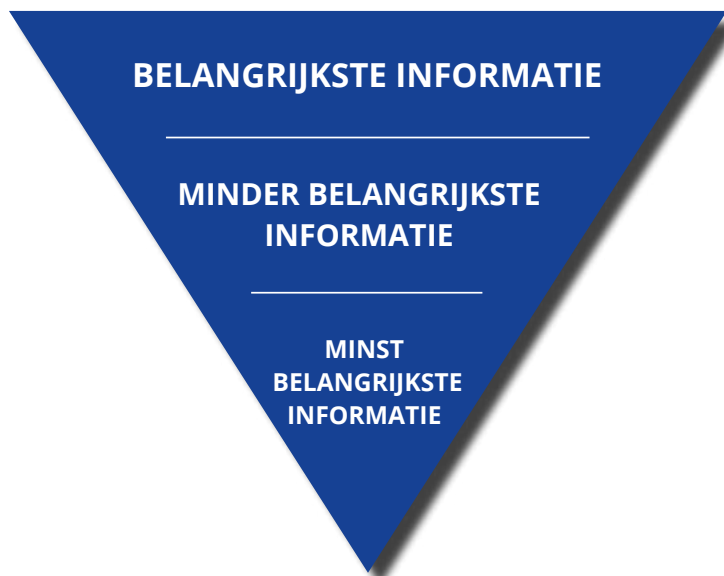 BELANGRIJKSTE INFORMATIE
MINDER BELANGRIJKSTE
INFORMATIE
MINST
BELANGRIJKSTE
INFORMATIE